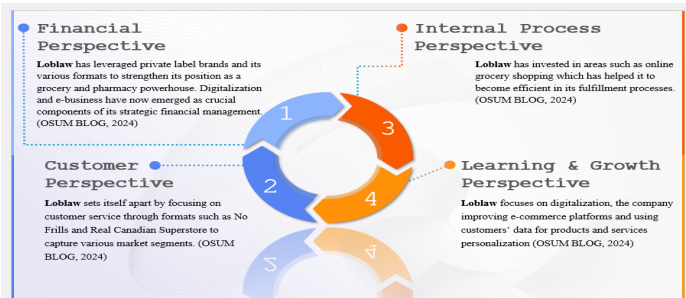 Financial
Perspective
Loblaw has leveraged private label brands and its
various formats to strengthen its position as a
grocery and pharmacy powerhouse. Digitalization
and e-business have now emerged as crucial
components of its strategic financial management.
(OSUM BLOG, 2024)
Customer
Perspective
Loblaw sets itself apart by focusing on
customer service through formats such as No
Frills and Real Canadian Superstore to
capture various market segments. (OSUM
BLOG, 2024)
1
2
3
4
Internal Process
Perspective
Loblaw has invested in areas such as online
grocery shopping which has helped it to
become efficient in its fulfillment processes.
(OSUM BLOG, 2024)
Learning & Growth
Perspective
Loblaw focuses on digitalization, the company
improving e-commerce platforms and using
customers' data for products and services
personalization (OSUM BLOG, 2024)